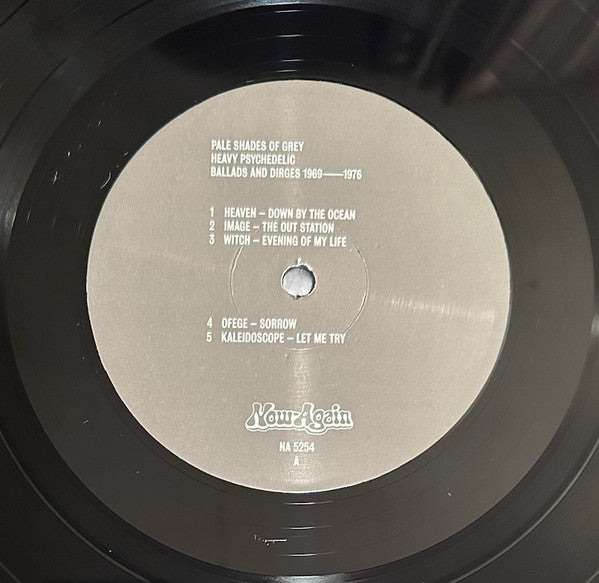 PALE SHADES OF GREY
HEAVY PSYCHEDELIC
BALLADS AND DIRGES 1969—1976
1 HEAVEN – DOWN BY THE OCEAN
2 IMAGE – THE OUT STATION
3 WITCH – EVENING OF MY LIFE
4 OFEGE – SORROW
5 KALEIDOSCOPE – LET ME TRY
Now-Again
NA 5254
A